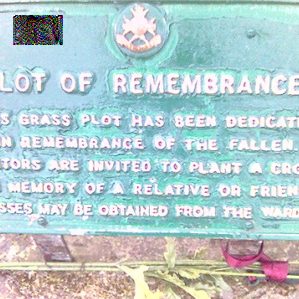 LOT OF REMEMBRANCE
S GRASS PLOT HAS BEEN DEDICAT
N REMEMBRANCE OF THE FALLEN
TORS ARE INVITED TO PLANT A CRO
MEMORY OF A RELATIVE OR FRIEN
SSES MAY BE OBTAINED FROM THE WARD